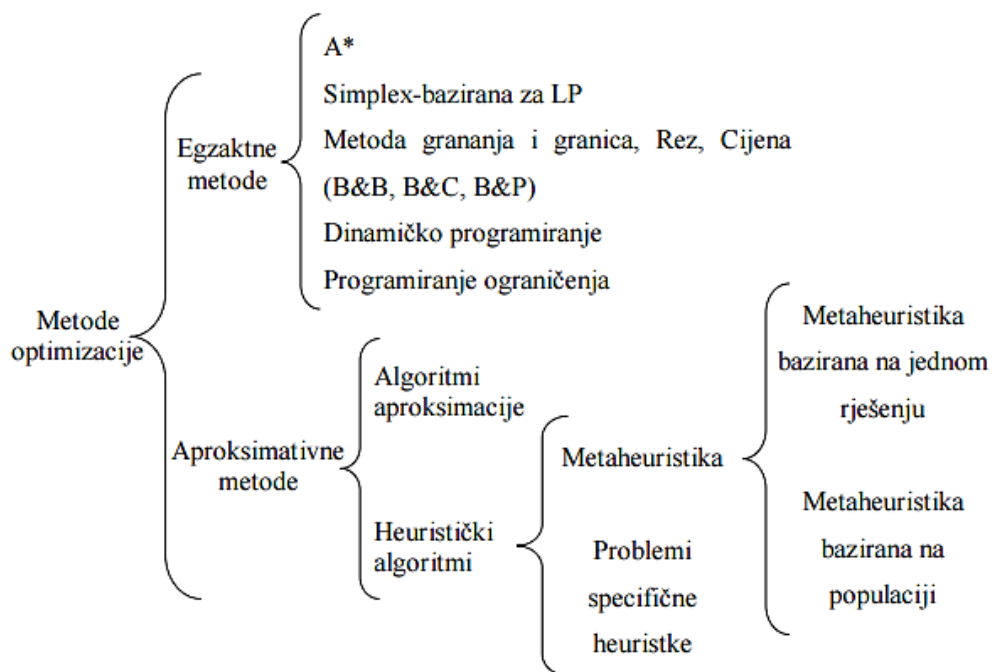 A*
Simplex-bazirana za LP
Egzaktne
metode
Metoda grananja i granica, Rez, Cijena
(B&B, B&C, B&P)
Dinamičko programiranje
Programiranje ograničenja
Metode
optimizacije
Aproksimativne
metode
Algoritmi
aproksimacije
Heuristički
algoritmi
Metaheuristika
Problemi
specifične
heuristke
Metaheuristika
bazirana na jednom
rješenju
Metaheuristika
bazirana na
populaciji